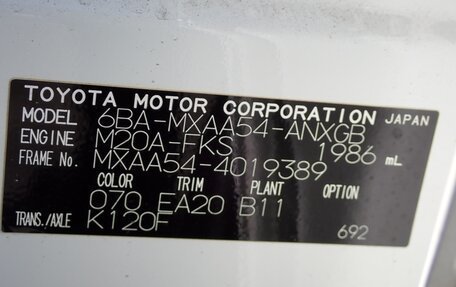 TOYOTA MOTOR CORPORATION JAPAN
MODEL 6BA-MXAA54-ANXGB
ENGINE M20A-FKS 1986 mL
FRAME No. MXAA54-4019389
COLOR TRIM PLANT OPTION
070 EA20 B11
TRANS./AXLE K120F 692